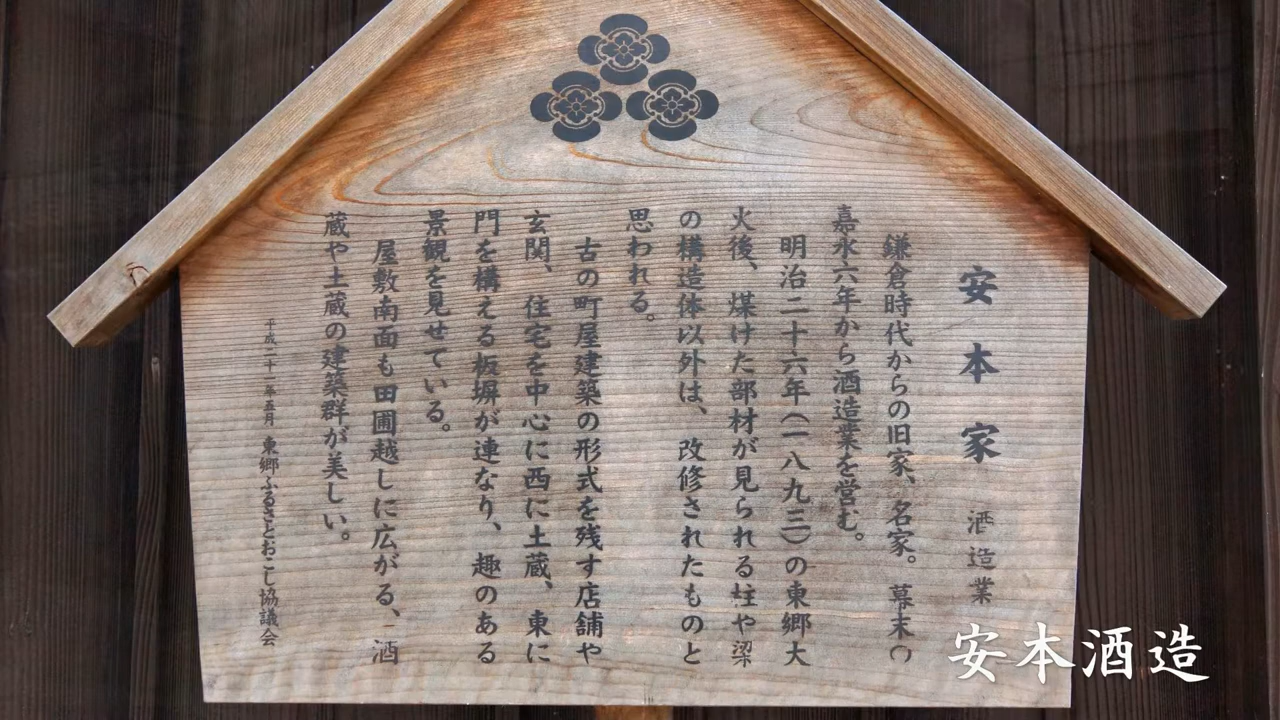 安本家 酒造業
鎌倉時代からの旧家、名家。幕末の
嘉永六年から酒造業を営む。
明治二十六年(一八九三)の東郷大
火後、煤けた部材が見られる柱や梁
の構造体以外は、改修されたものと
思われる。
古の町屋建築の形式を残す店舗や
玄関、住宅を中心に西に土蔵、東に
門を構える板塀が連なり、趣のある
景観を見せている。
屋敷南面も田圃越しに広がる、酒
蔵や土蔵の建築群が美しい。
平成二十一年五月 東郷ふるさとおこし協議会
安本酒造